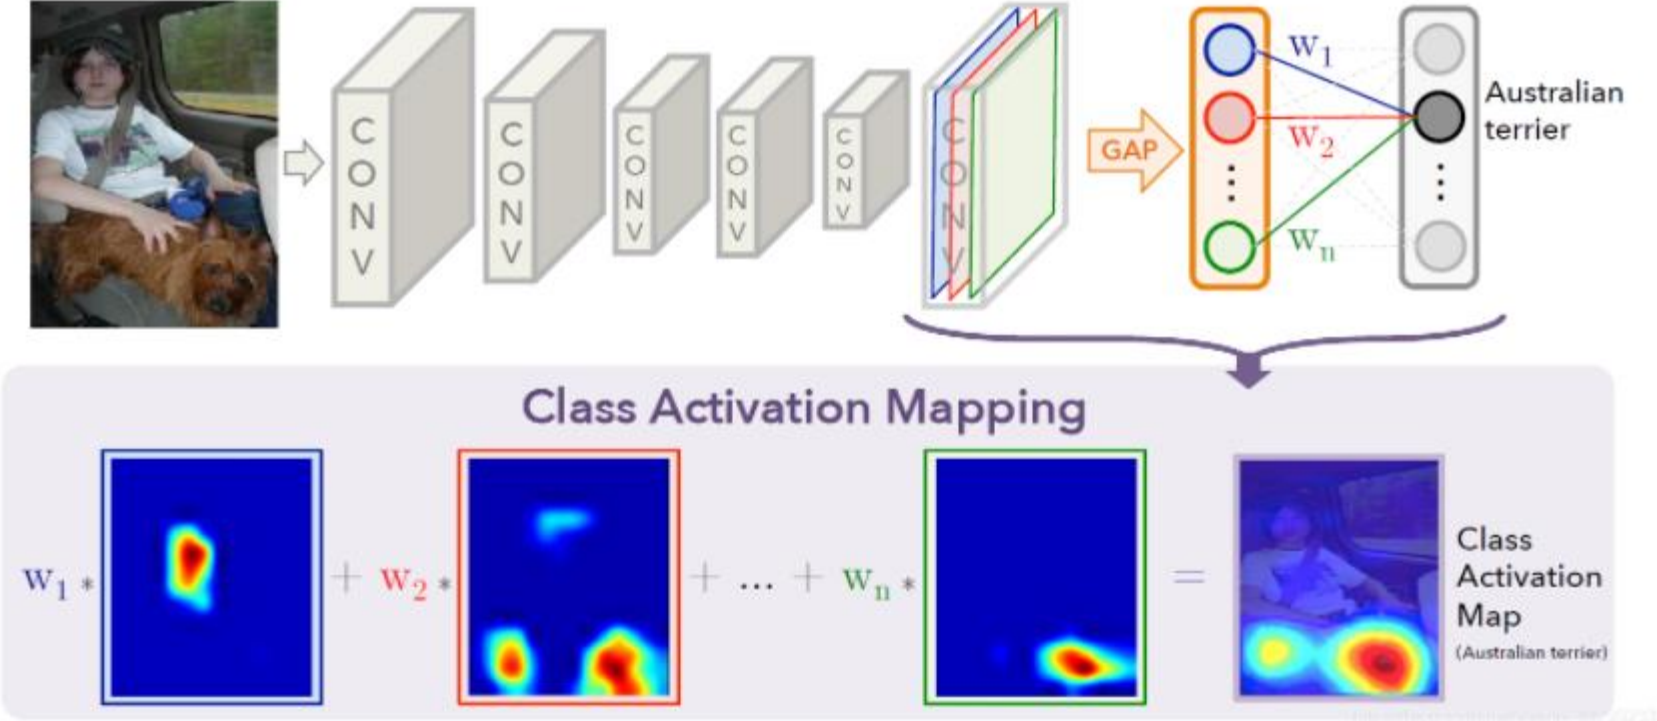 CONV
CONV
CONV
CONV
CONV
CONV
GAP
w1
w2
wn
Australian
terrier
Class Activation Mapping
w1 * + w2 * + ... + wn * =
Class
Activation
Map
(Australian terrier)